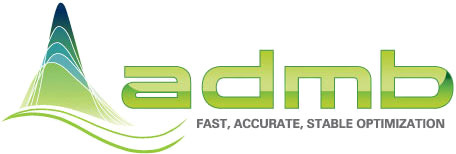 admb
FAST, ACCURATE, STABLE OPTIMIZATION